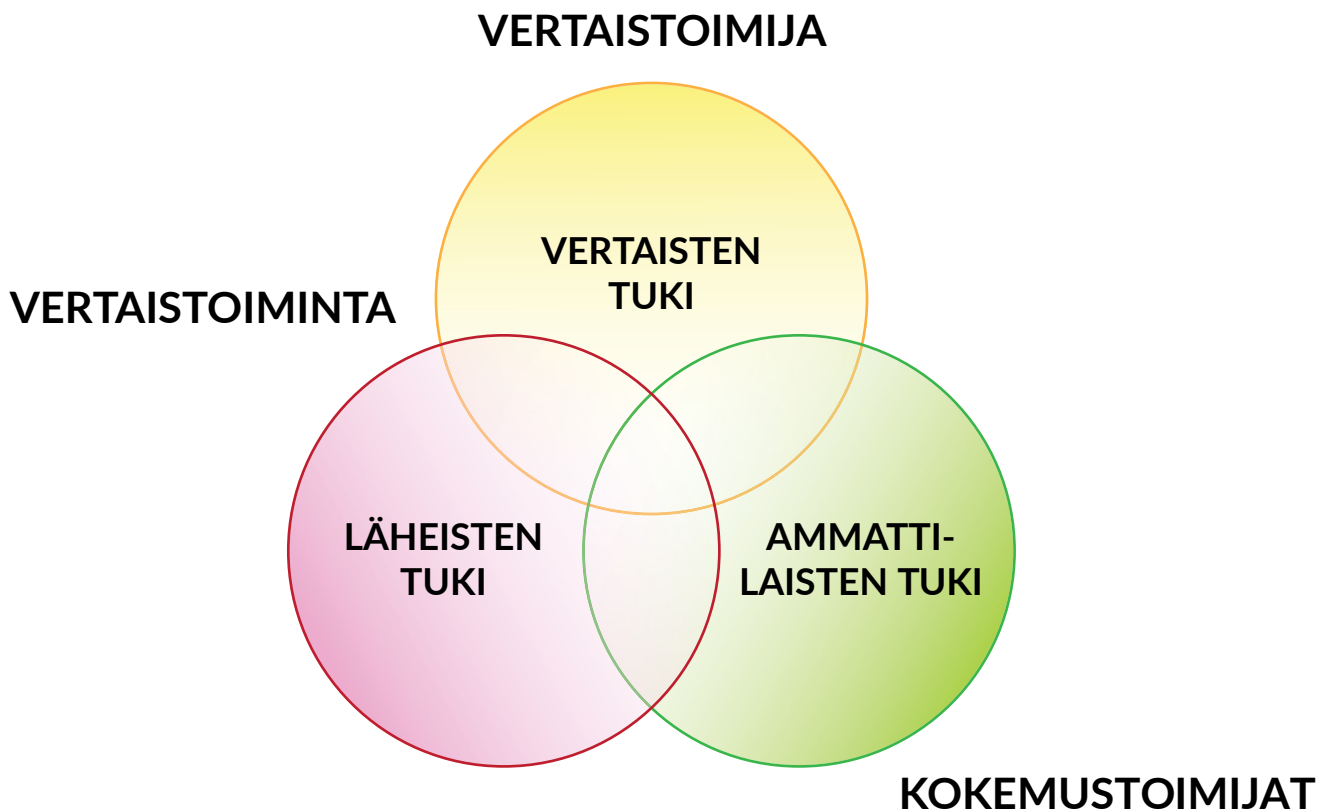 VERTAISTOIMIJA
VERTAISTEN
TUKI
VERTAISTOIMINTA
LÄHEISTEN
TUKI
AMMATTI-
LAISTEN TUKI
KOKEMUSTOIMIJAT